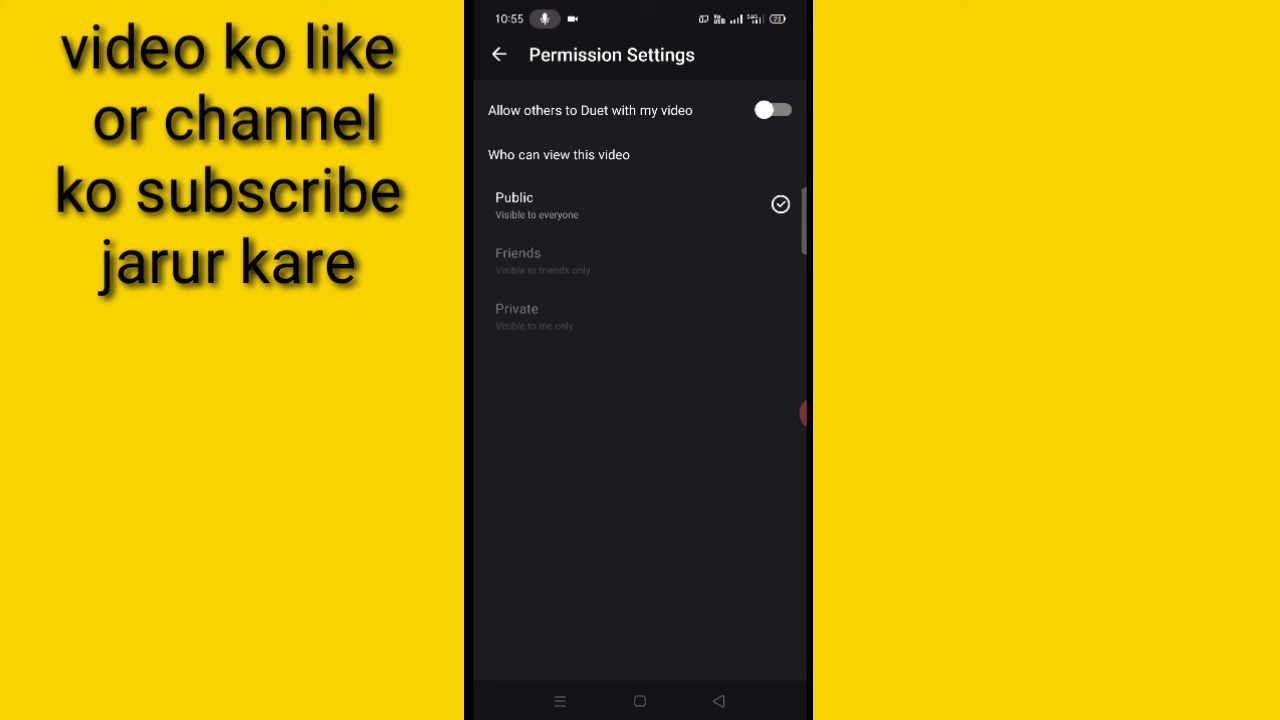 video ko like
or channel
ko subscribe
jarur kare
10:55
73
Permission Settings
Allow others to Duet with my video
Who can view this video
Public
Visible to everyone
Friends
Visible to friends only
Private
Visible to me only